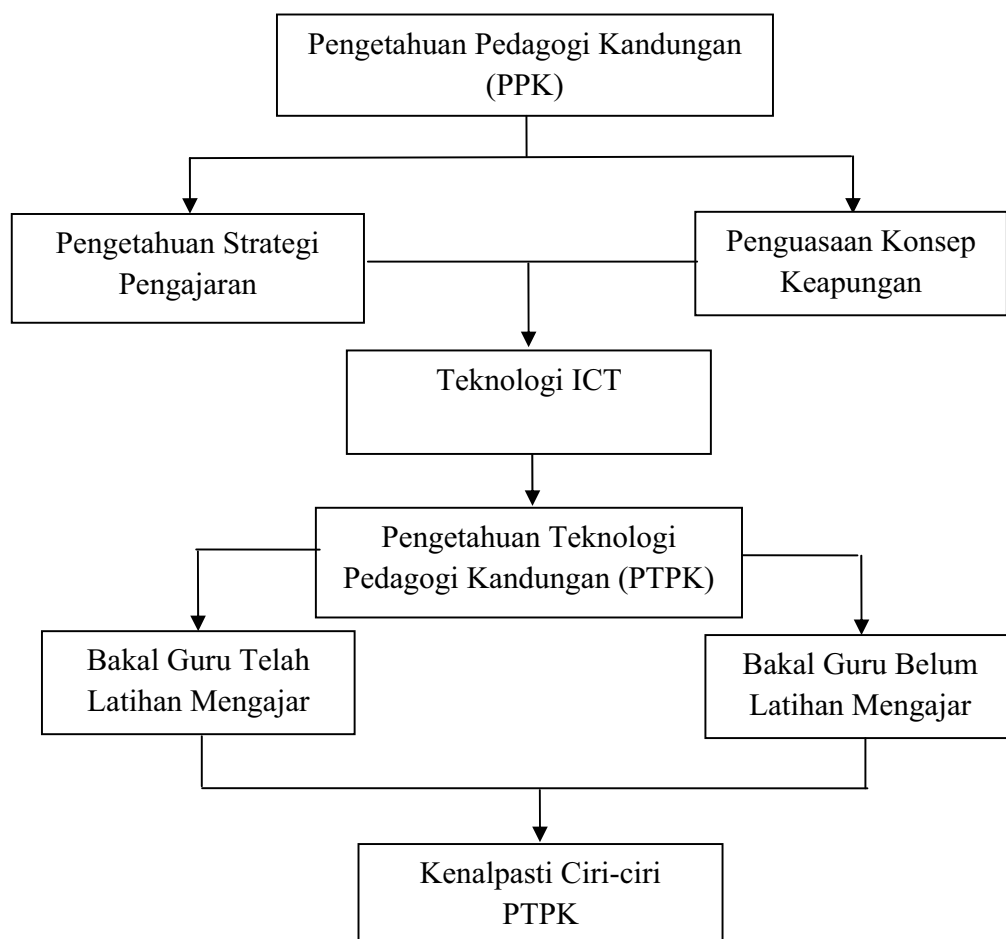 Pengetahuan Pedagogi Kandungan
(PPK)
Pengetahuan Strategi
Pengajaran
Penguasaan Konsep
Keapungan
Teknologi ICT
Pengetahuan Teknologi
Pedagogi Kandungan (PTPK)
Bakal Guru Telah
Latihan Mengajar
Bakal Guru Belum
Latihan Mengajar
Kenalpasti Ciri-ciri
PTPK